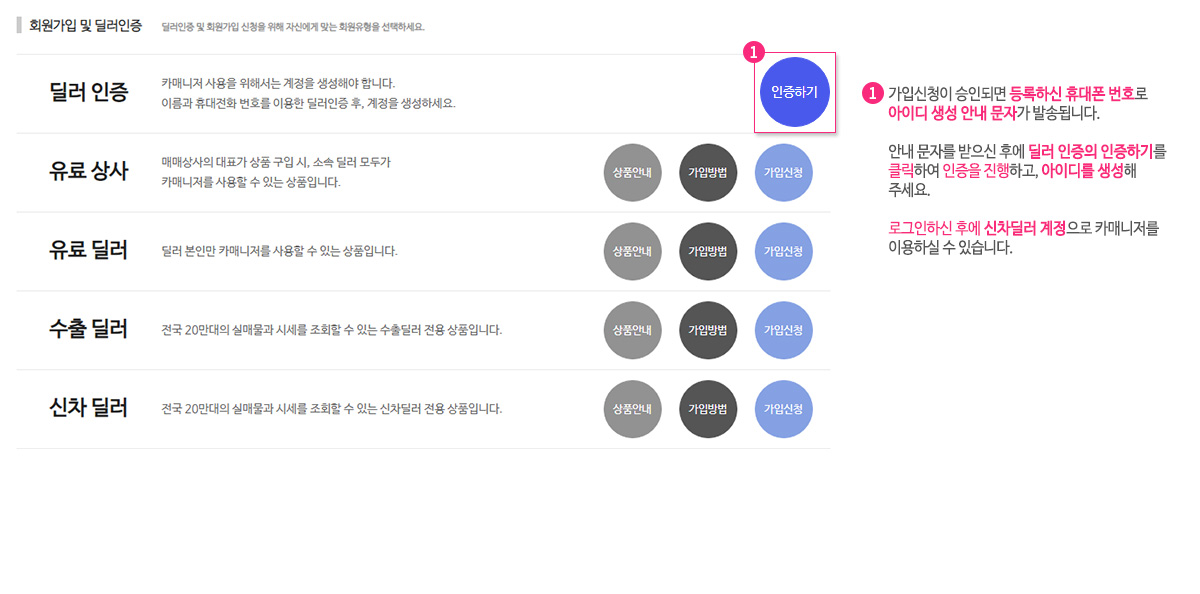 회원가입 및 딜러인증 딜러인증 및 회원가입 신청을 위해 자신에게 맞는 회원유형을 선택하세요.
딜러 인증
카매니저 사용을 위해서는 계정을 생성해야 합니다.
이름과 휴대전화 번호를 이용한 딜러인증 후, 계정을 생성하세요.
1
인증하기
유료 상사
매매상사의 대표가 상품 구입 시, 소속 딜러 모두가
카매니저를 사용할 수 있는 상품입니다.
상품안내 가입방법 가입신청
유료 딜러
딜러 본인만 카매니저를 사용할 수 있는 상품입니다.
상품안내 가입방법 가입신청
수출 딜러
전국 20만대의 실매물과 시세를 조회할 수 있는 수출딜러 전용 상품입니다.
상품안내 가입방법 가입신청
신차 딜러
전국 20만대의 실매물과 시세를 조회할 수 있는 신차딜러 전용 상품입니다.
상품안내 가입방법 가입신청
1 가입신청이 승인되면 등록하신 휴대폰 번호로
아이디 생성 안내 문자가 발송됩니다.
안내 문자를 받으신 후에 딜러 인증의 인증하기를
클릭하여 인증을 진행하고, 아이디를 생성해
주세요.
로그인하신 후에 신차딜러 계정으로 카매니저를
이용하실 수 있습니다.